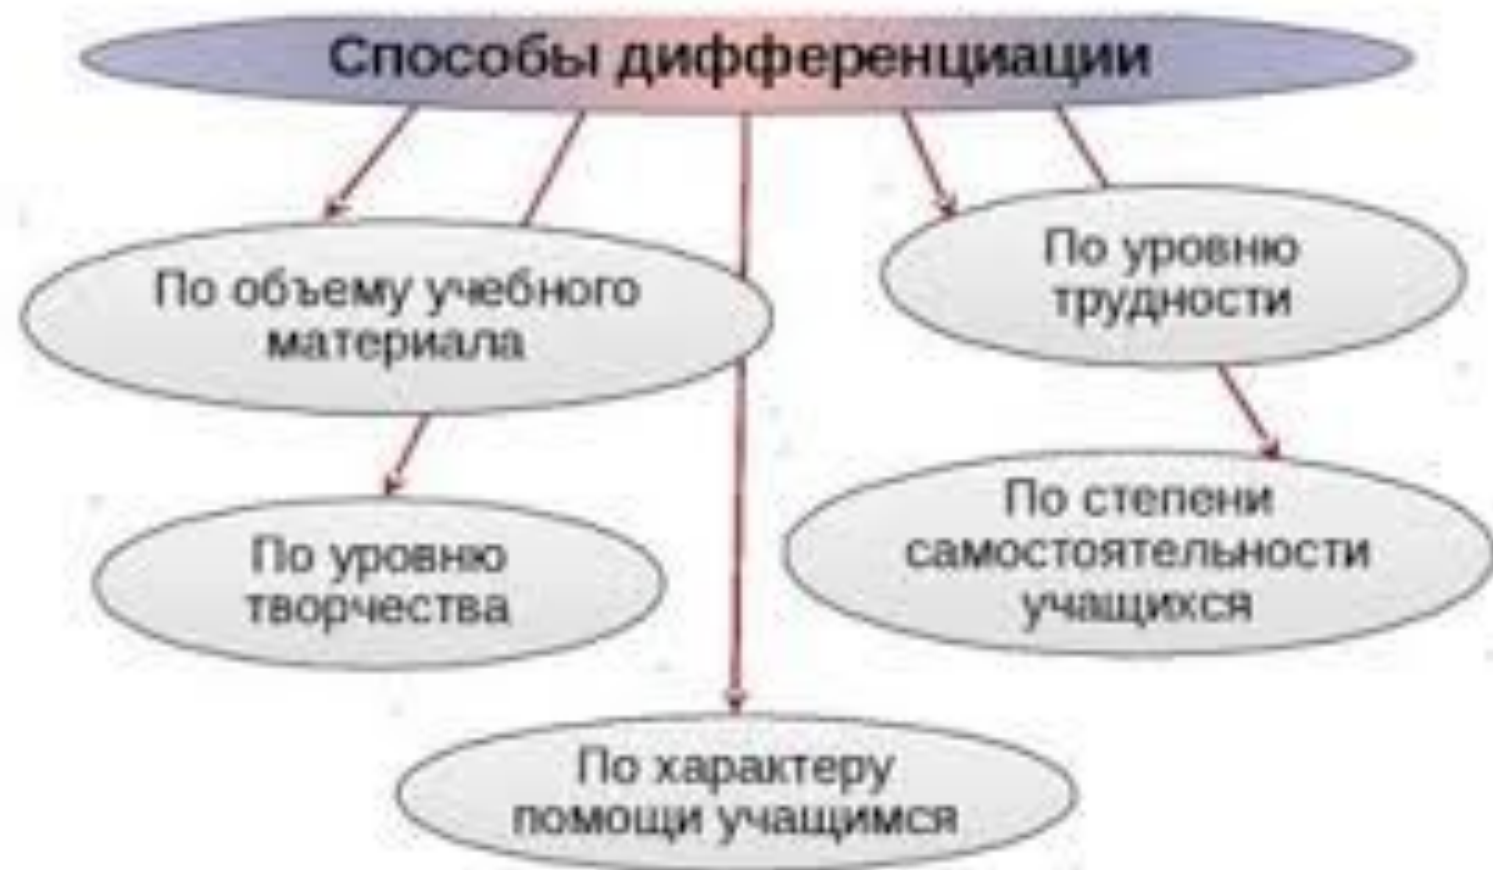 Способы дифференциации
По объему учебного
материала
По уровню
трудности
По уровню
творчества
По степени
самостоятельности
учащихся
По характеру
помощи учащимся